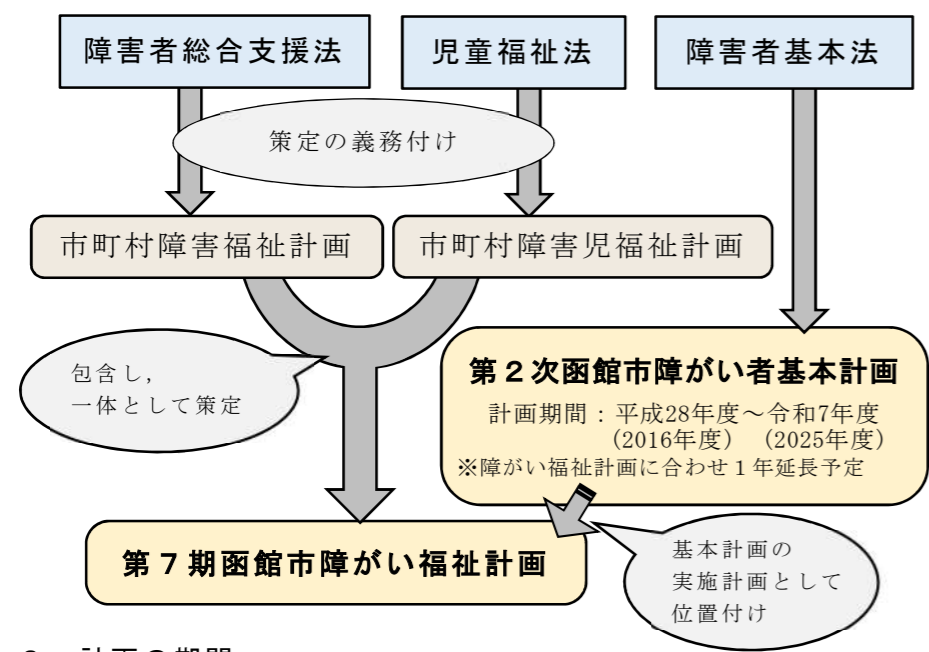 障害者総合支援法
児童福祉法
障害者基本法
策定の義務付け
市町村障害福祉計画
市町村障害児福祉計画
包含し,
一体として策定
第2次函館市障がい者基本計画
計画期間：平成28年度～令和7年度
（2016年度）（2025年度）
※障がい福祉計画に合わせ１年延長予定
第７期函館市障がい福祉計画
基本計画の
実施計画として
位置付け
計画の期間